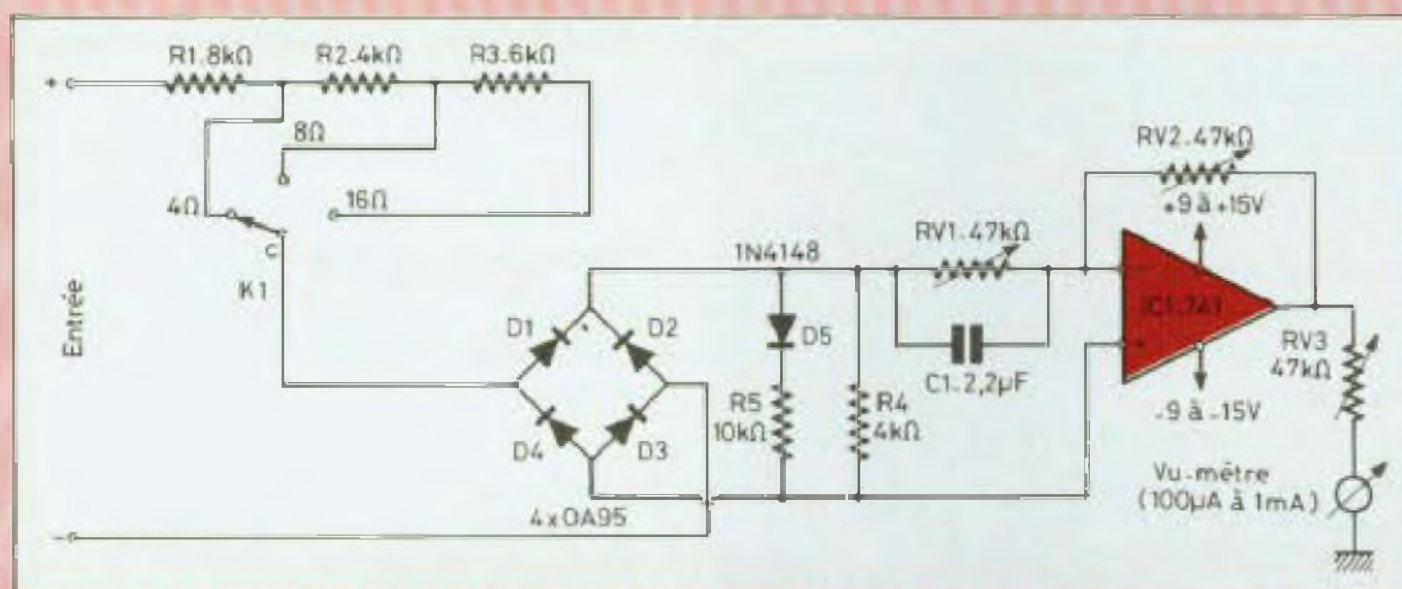 R1.8kΩ
R2.4kΩ
R3.6kΩ
+
8Ω
4Ω
16Ω
C
K1
Entrée
-
D1
D2
D4
D3
4xOA95
1N4148
D5
R5
10kΩ
R4
4kΩ
RV1.47kΩ
C1.2,2µF
RV2.47kΩ
+9 à +15V
-
IC1.741
+
-9 à -15V
RV3
47kΩ
Vu-mètre
(100µA à 1mA)